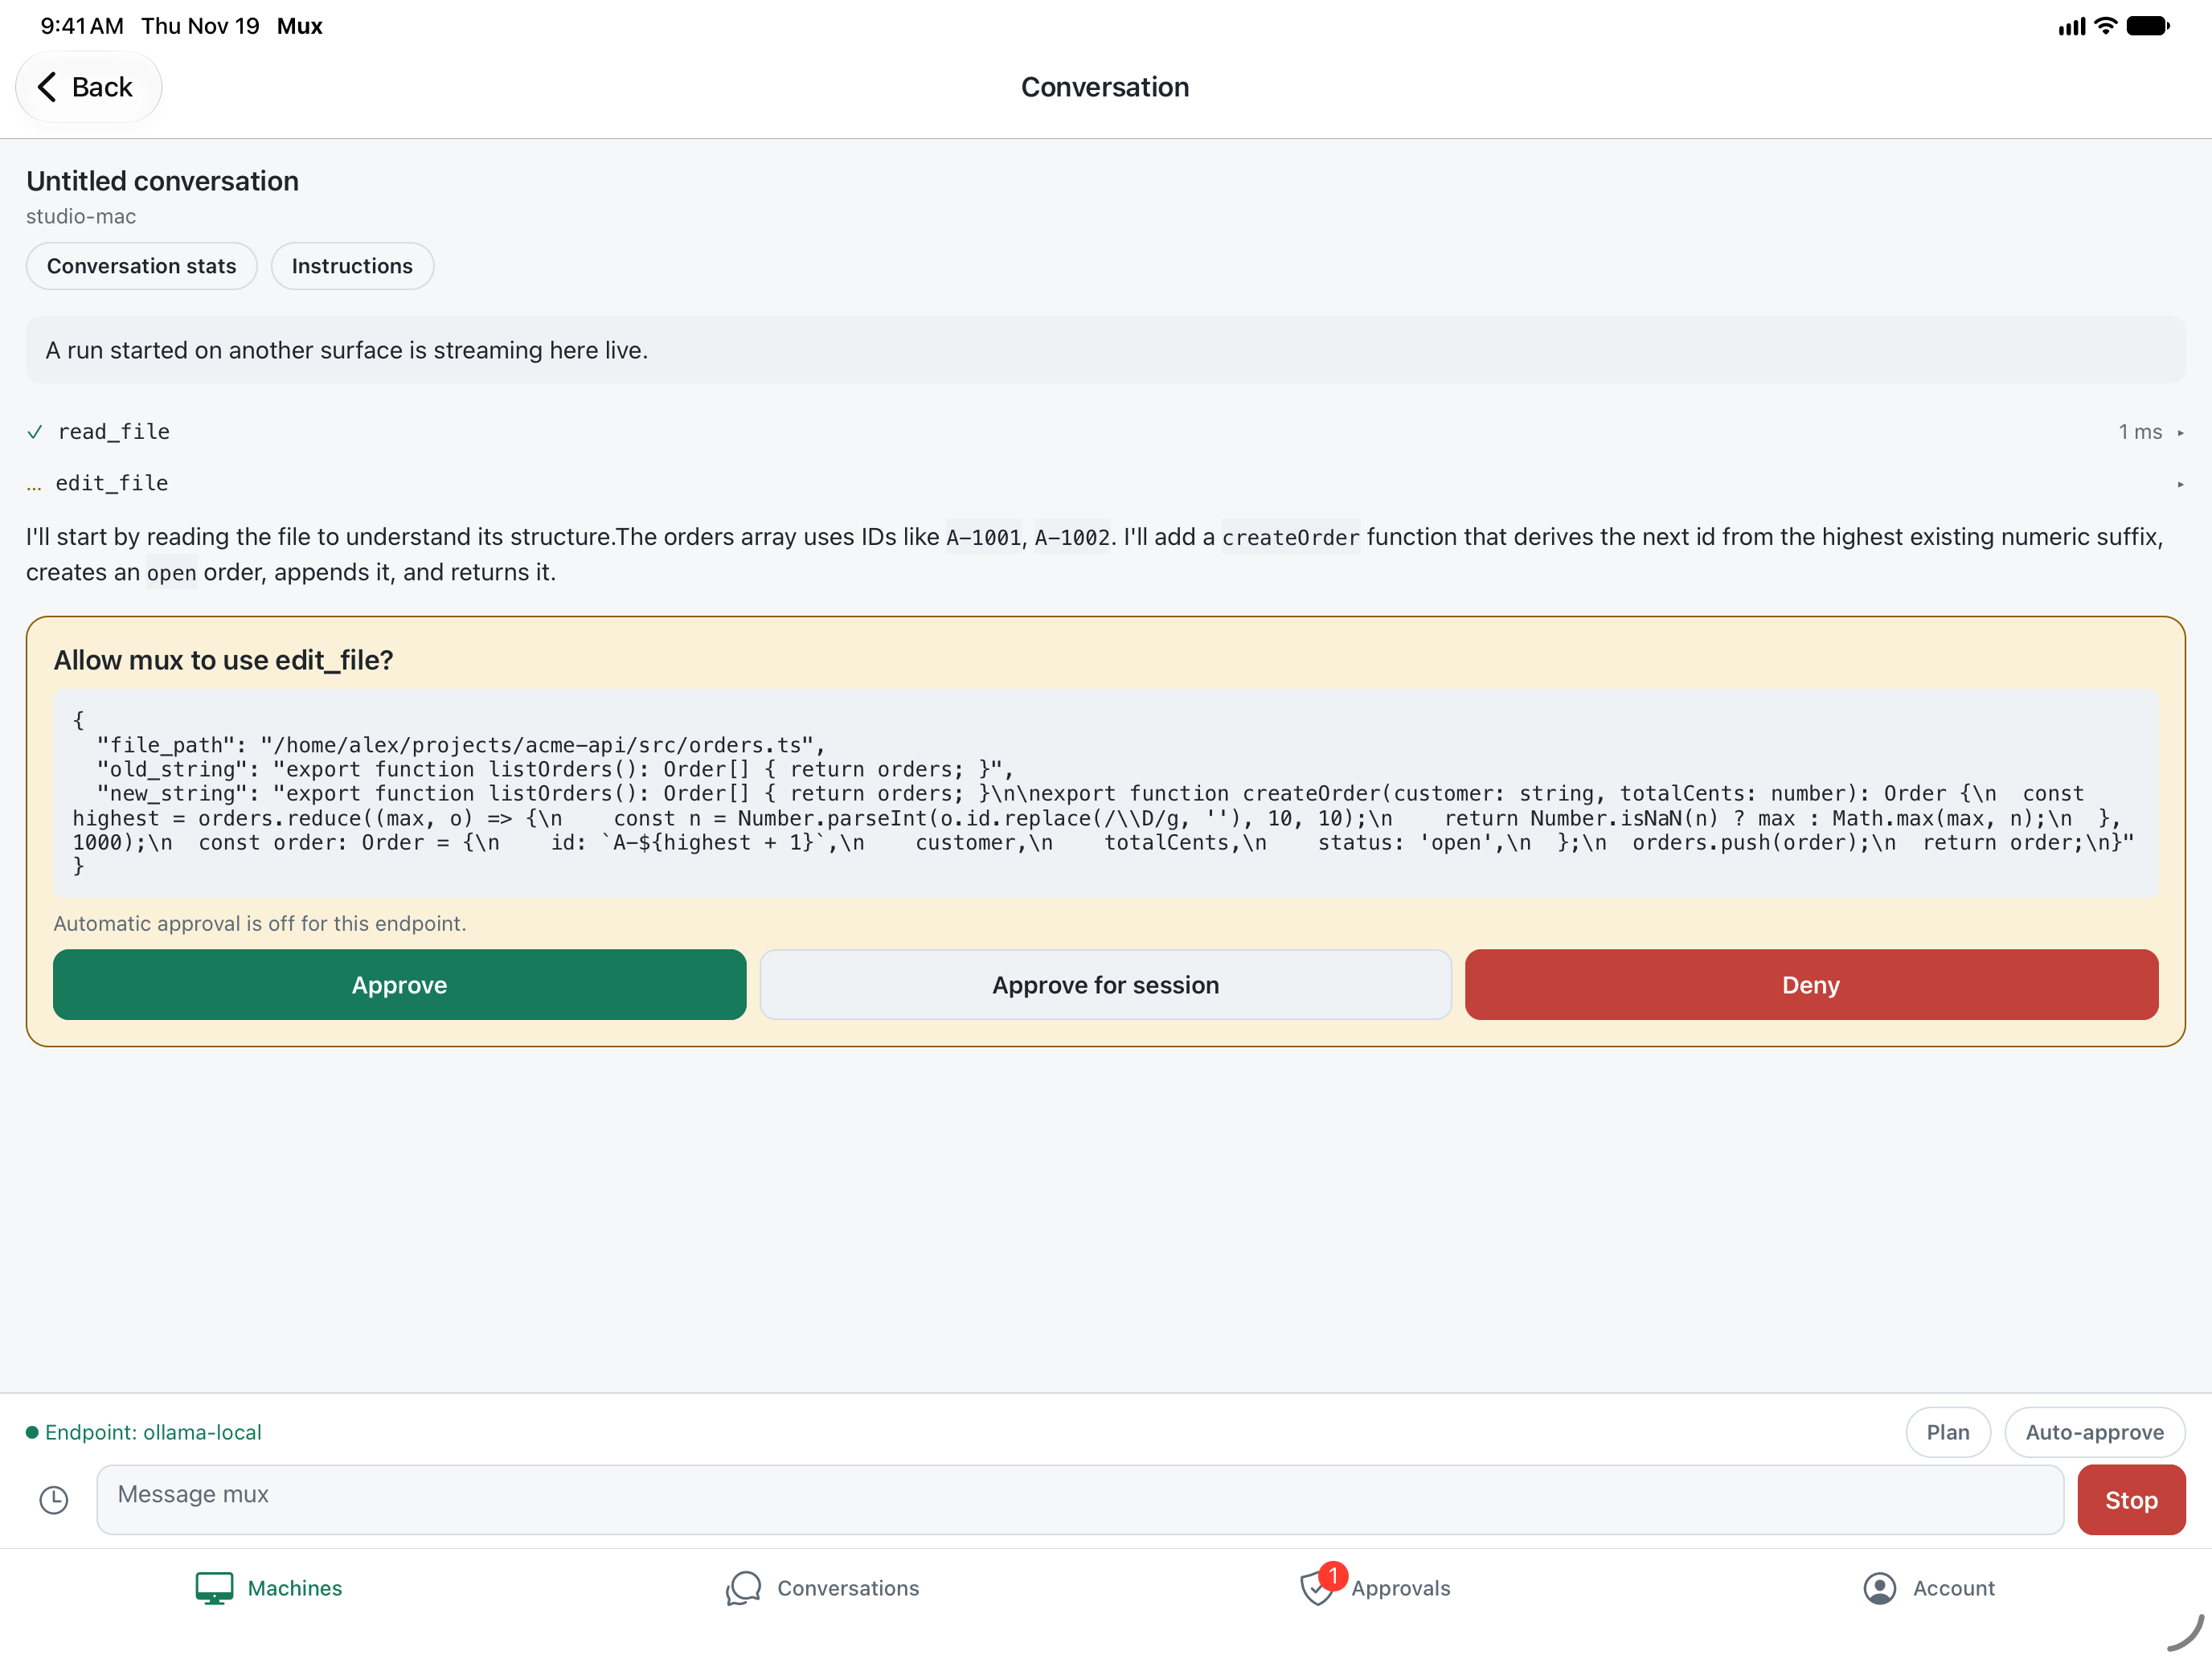 9:41 AM  Thu Nov 19  Mux
Back
Conversation
Untitled conversation
studio-mac
Conversation stats
Instructions
A run started on another surface is streaming here live.
✓ read_file 1 ms ▸
... edit_file ▸
I'll start by reading the file to understand its structure.The orders array uses IDs like A-1001, A-1002. I'll add a createOrder function that derives the next id from the highest existing numeric suffix,
creates an open order, appends it, and returns it.
Allow mux to use edit_file?
{
  "file_path": "/home/alex/projects/acme-api/src/orders.ts",
  "old_string": "export function listOrders(): Order[] { return orders; }",
  "new_string": "export function listOrders(): Order[] { return orders; }\n\nexport function createOrder(customer: string, totalCents: number): Order {\n  const
highest = orders.reduce((max, o) => {\n    const n = Number.parseInt(o.id.replace(/\\D/g, ''), 10, 10);\n    return Number.isNaN(n) ? max : Math.max(max, n);\n  },
1000);\n  const order: Order = {\n    id: `A-${highest + 1}`,\n    customer,\n    totalCents,\n    status: 'open',\n  };\n  orders.push(order);\n  return order;\n}"
}
Automatic approval is off for this endpoint.
Approve
Approve for session
Deny
Endpoint: ollama-local
Plan
Auto-approve
Message mux
Stop
Machines
Conversations
1
Approvals
Account